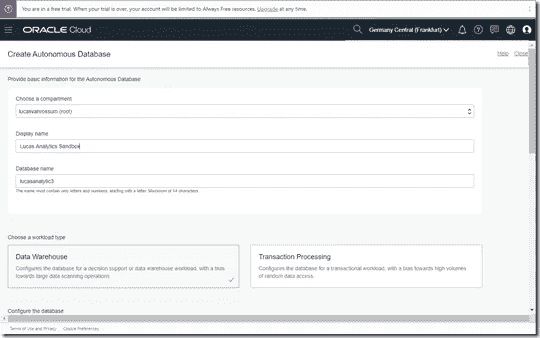 You are in a free trial. When your trial is over, your account will be limited to Always Free resources. Upgrade at any time.
ORACLE Cloud
Germany Central (Frankfurt)
Create Autonomous Database
Help Close
Provide basic information for the Autonomous Database
Choose a compartment
(root)
Display name
Lucas Analytics Sandbox
Database name
lucasanalytic3
The name must contain only letters and numbers, starting with a letter. Maximum of 14 characters.
Choose a workload type
Data Warehouse
Configures the database for a decision support or data warehouse workload, with a bias
towards large data scanning operations.
Transaction Processing
Configures the database for a transactional workload, with a bias towards high volumes
of random data access.
Configure the database
Terms of Use and Privacy Cookie Preferences